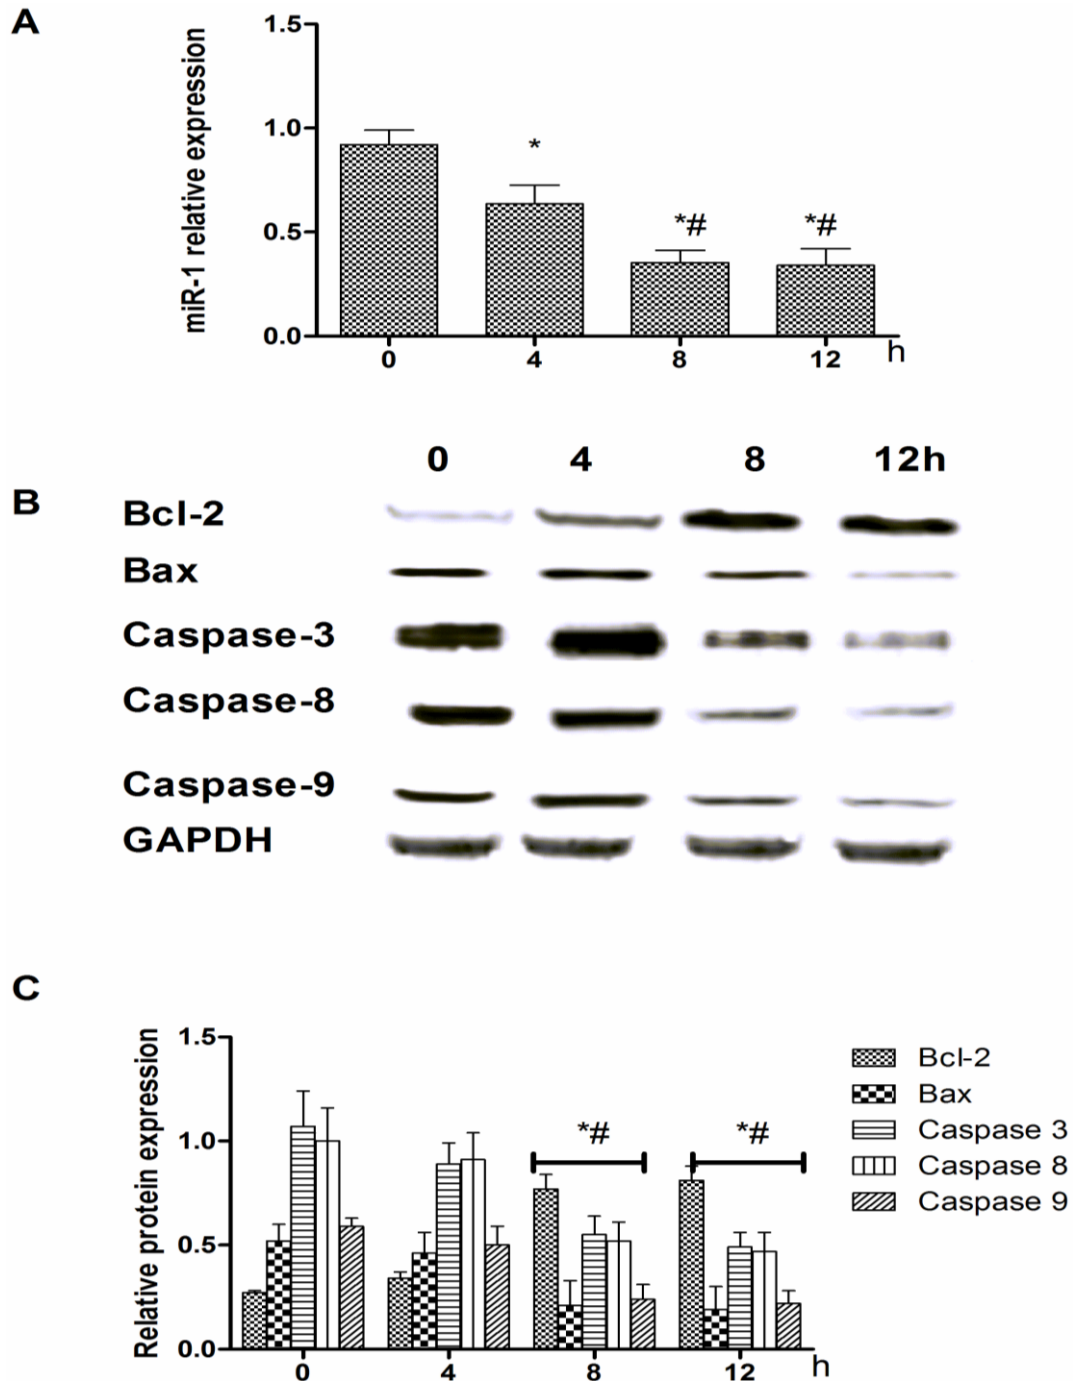 A
miR-1 relative expression
1.5
1.0
0.5
0.0
*
*#
*#
0 4 8 12 h
B
0 4 8 12h
Bcl-2
Bax
Caspase-3
Caspase-8
Caspase-9
GAPDH
C
Relative protein expression
1.5
1.0
0.5
0.0
*#
*#
0 4 8 12 h
Bcl-2
Bax
Caspase 3
Caspase 8
Caspase 9